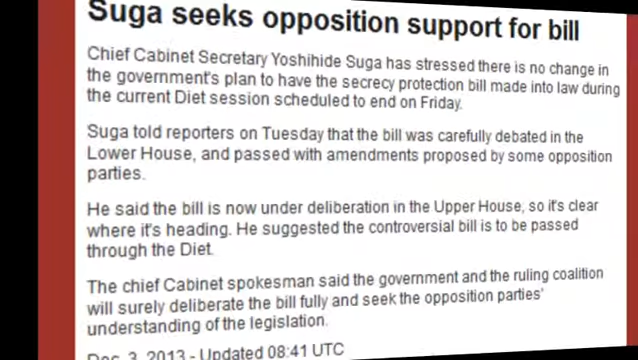 Suga seeks opposition support for bill
Chief Cabinet Secretary Yoshihide Suga has stressed there is no change in
the government's plan to have the secrecy protection bill made into law during
the current Diet session scheduled to end on Friday.
Suga told reporters on Tuesday that the bill was carefully debated in the
Lower House, and passed with amendments proposed by some opposition
parties.
He said the bill is now under deliberation in the Upper House, so it's clear
where it's heading. He suggested the controversial bill is to be passed
through the Diet.
The chief Cabinet spokesman said the government and the ruling coalition
will surely deliberate the bill fully and seek the opposition parties'
understanding of the legislation.
Dec. 3, 2013 - Updated 08:41 UTC